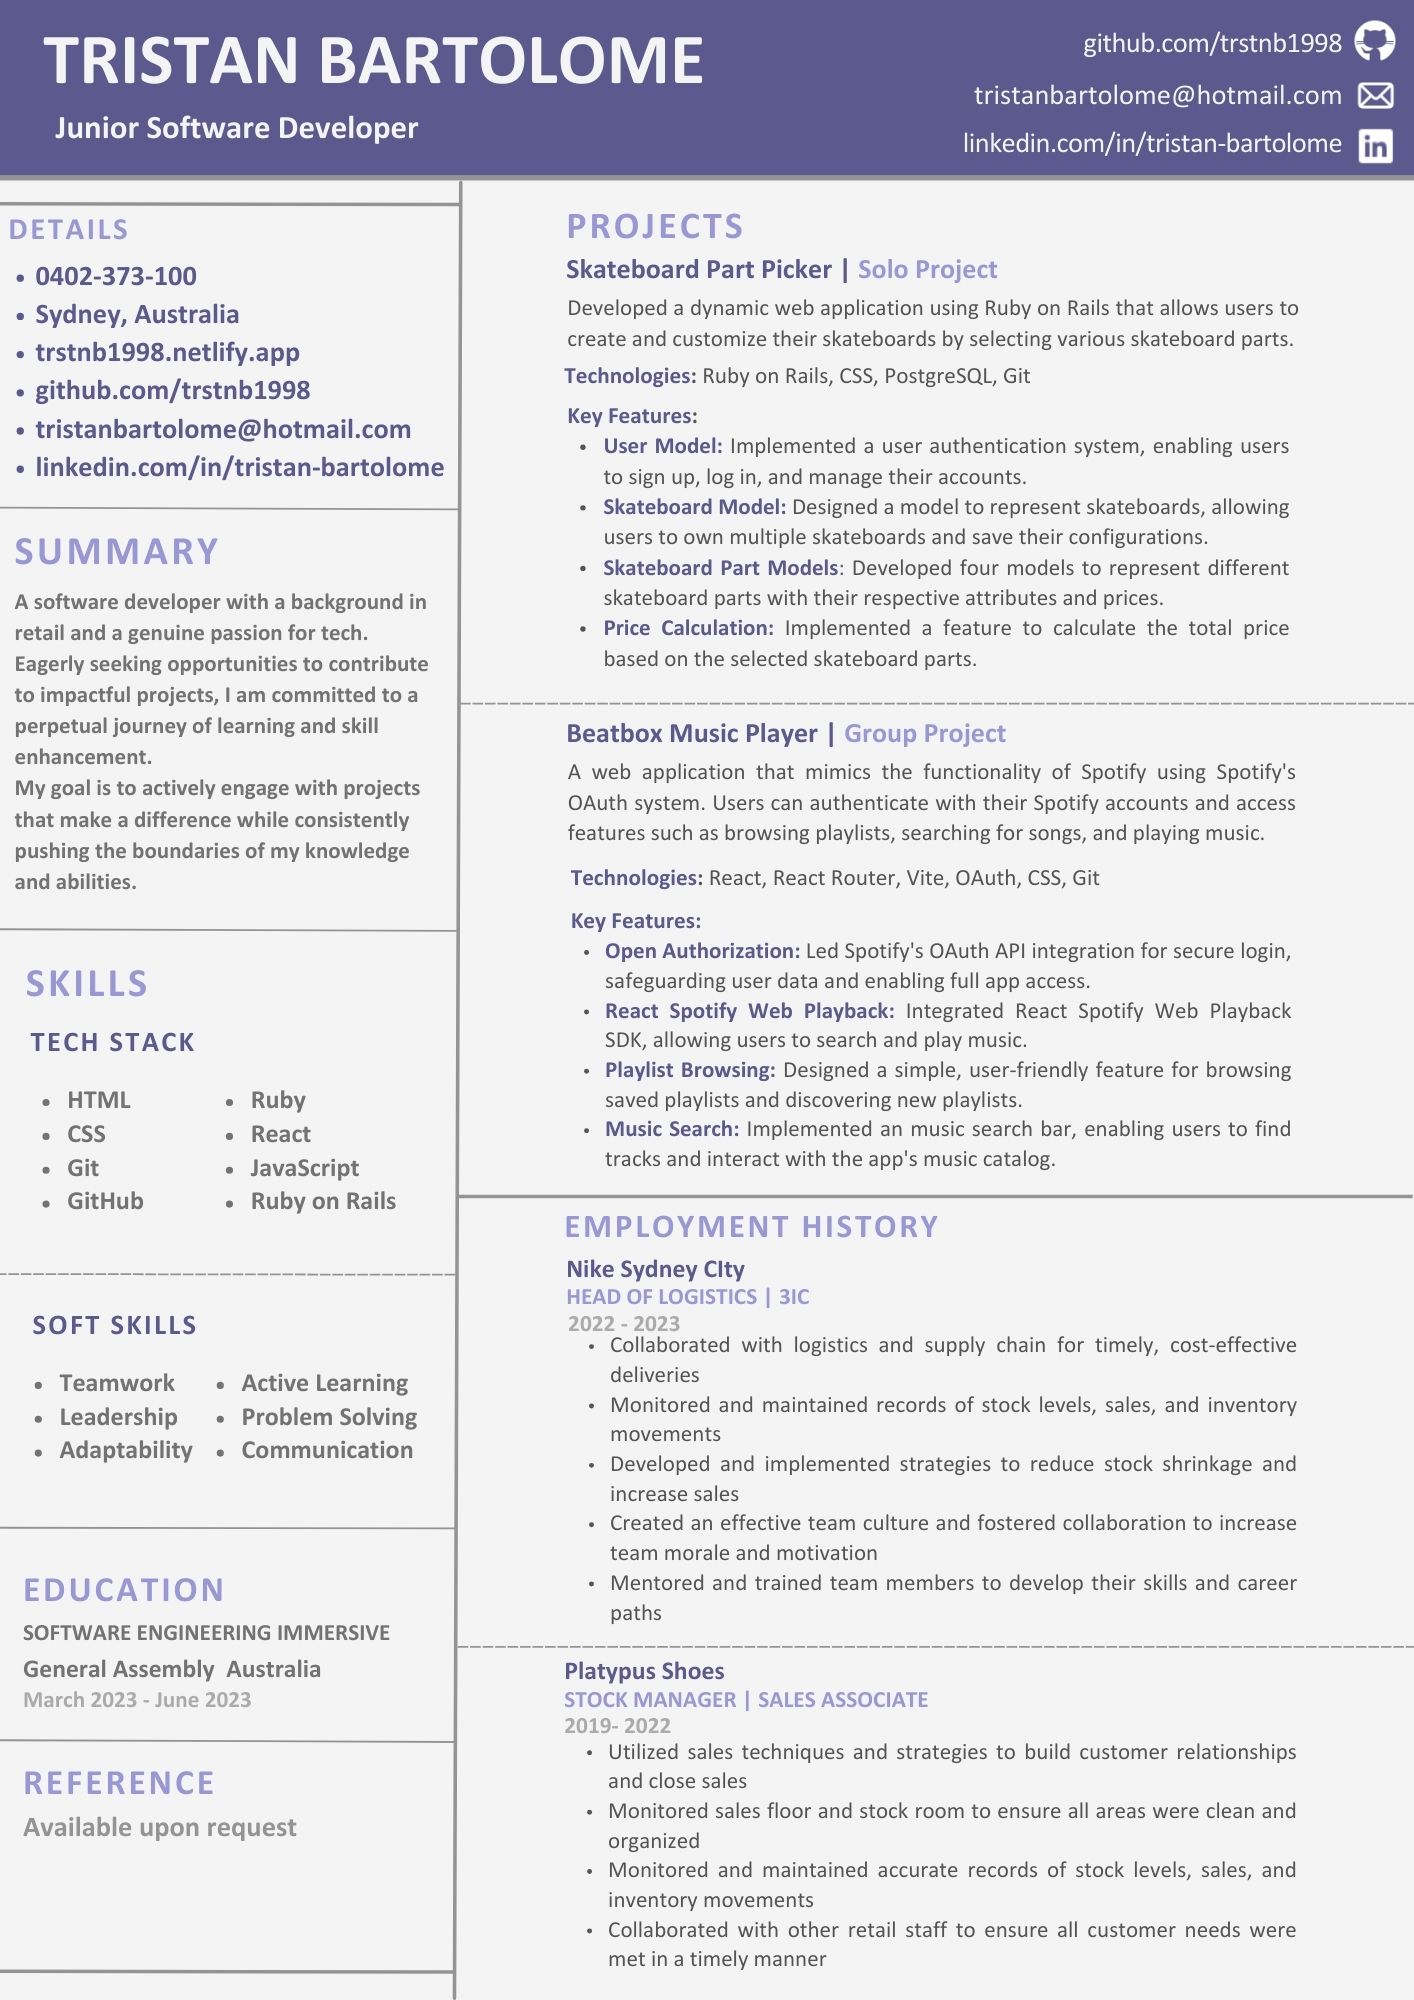 TRISTAN BARTOLOME
Junior Software Developer
github.com/trstnb1998
tristanbartolome@hotmail.com
linkedin.com/in/tristan-bartolome
DETAILS
• 0402-373-100
• Sydney, Australia
• trstnb1998.netlify.app
• github.com/trstnb1998
• tristanbartolome@hotmail.com
• linkedin.com/in/tristan-bartolome
SUMMARY
A software developer with a background in
retail and a genuine passion for tech.
Eagerly seeking opportunities to contribute
to impactful projects, I am committed to a
perpetual journey of learning and skill
enhancement.
My goal is to actively engage with projects
that make a difference while consistently
pushing the boundaries of my knowledge
and abilities.
SKILLS
TECH STACK
• HTML
• CSS
• Git
• GitHub
• Ruby
• React
• JavaScript
• Ruby on Rails
SOFT SKILLS
• Teamwork
• Leadership
• Adaptability
• Active Learning
• Problem Solving
• Communication
EDUCATION
SOFTWARE ENGINEERING IMMERSIVE
General Assembly Australia
March 2023 - June 2023
REFERENCE
Available upon request
PROJECTS
Skateboard Part Picker | Solo Project
Developed a dynamic web application using Ruby on Rails that allows users to
create and customize their skateboards by selecting various skateboard parts.
Technologies: Ruby on Rails, CSS, PostgreSQL, Git
Key Features:
• User Model: Implemented a user authentication system, enabling users
to sign up, log in, and manage their accounts.
• Skateboard Model: Designed a model to represent skateboards, allowing
users to own multiple skateboards and save their configurations.
• Skateboard Part Models: Developed four models to represent different
skateboard parts with their respective attributes and prices.
• Price Calculation: Implemented a feature to calculate the total price
based on the selected skateboard parts.
Beatbox Music Player | Group Project
A web application that mimics the functionality of Spotify using Spotify's
OAuth system. Users can authenticate with their Spotify accounts and access
features such as browsing playlists, searching for songs, and playing music.
Technologies: React, React Router, Vite, OAuth, CSS, Git
Key Features:
• Open Authorization: Led Spotify's OAuth API integration for secure login,
safeguarding user data and enabling full app access.
• React Spotify Web Playback: Integrated React Spotify Web Playback
SDK, allowing users to search and play music.
• Playlist Browsing: Designed a simple, user-friendly feature for browsing
saved playlists and discovering new playlists.
• Music Search: Implemented an music search bar, enabling users to find
tracks and interact with the app's music catalog.
EMPLOYMENT HISTORY
Nike Sydney CIty
HEAD OF LOGISTICS | 3IC
2022 - 2023
• Collaborated with logistics and supply chain for timely, cost-effective
deliveries
• Monitored and maintained records of stock levels, sales, and inventory
movements
• Developed and implemented strategies to reduce stock shrinkage and
increase sales
• Created an effective team culture and fostered collaboration to increase
team morale and motivation
• Mentored and trained team members to develop their skills and career
paths
Platypus Shoes
STOCK MANAGER | SALES ASSOCIATE
2019- 2022
• Utilized sales techniques and strategies to build customer relationships
and close sales
• Monitored sales floor and stock room to ensure all areas were clean and
organized
• Monitored and maintained accurate records of stock levels, sales, and
inventory movements
• Collaborated with other retail staff to ensure all customer needs were
met in a timely manner